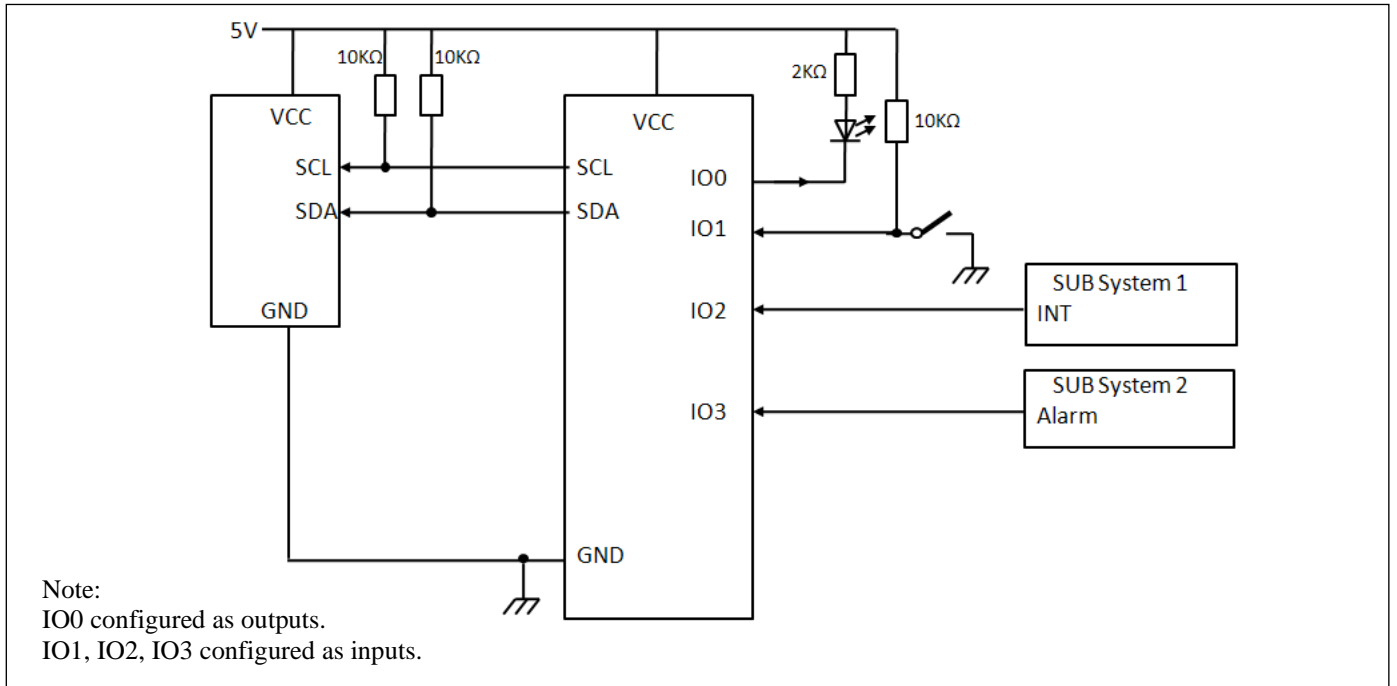 5V
10KΩ 10KΩ
2KΩ
10KΩ
VCC
SCL
SDA
GND
VCC
SCL
SDA
IO0
IO1
IO2
IO3
GND
SUB System 1
INT
SUB System 2
Alarm
Note:
IO0 configured as outputs.
IO1, IO2, IO3 configured as inputs.